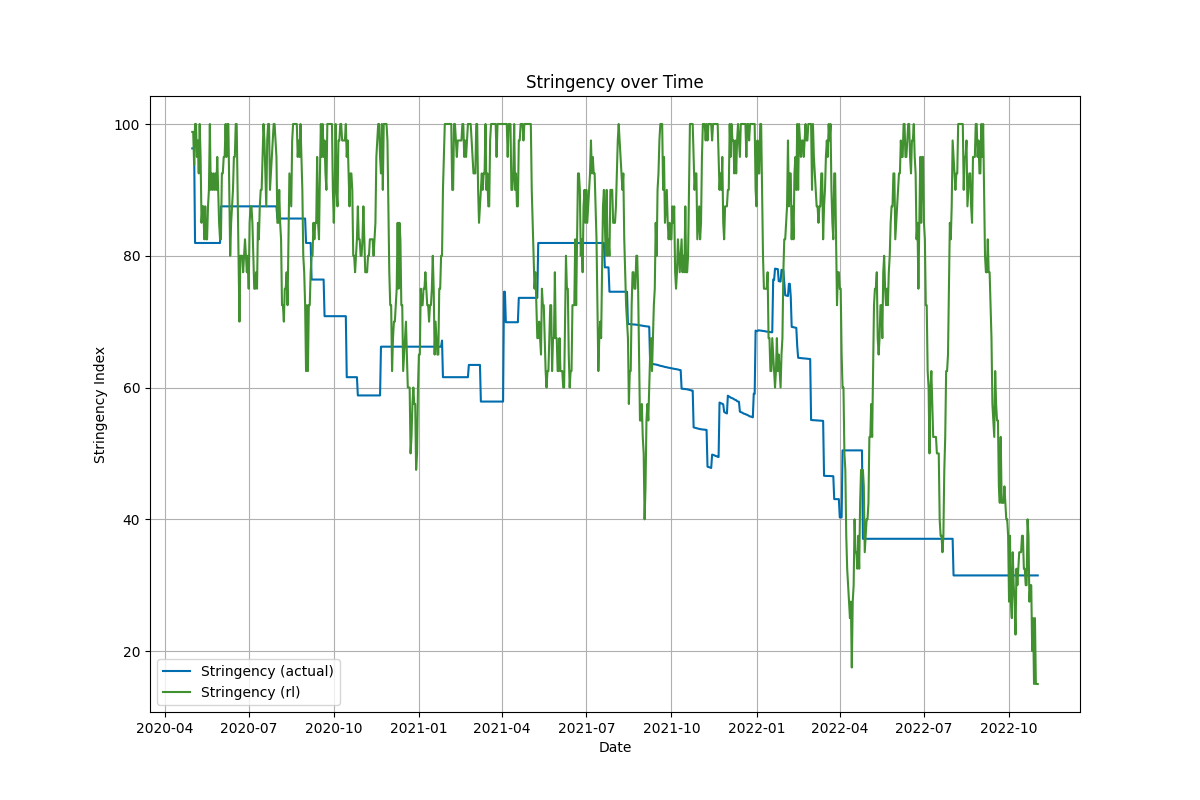 Stringency over Time
100
80
60
40
20
Stringency Index
Stringency (actual)
Stringency (rl)
2020-04 2020-07 2020-10 2021-01 2021-04 2021-07 2021-10 2022-01 2022-04 2022-07 2022-10
Date